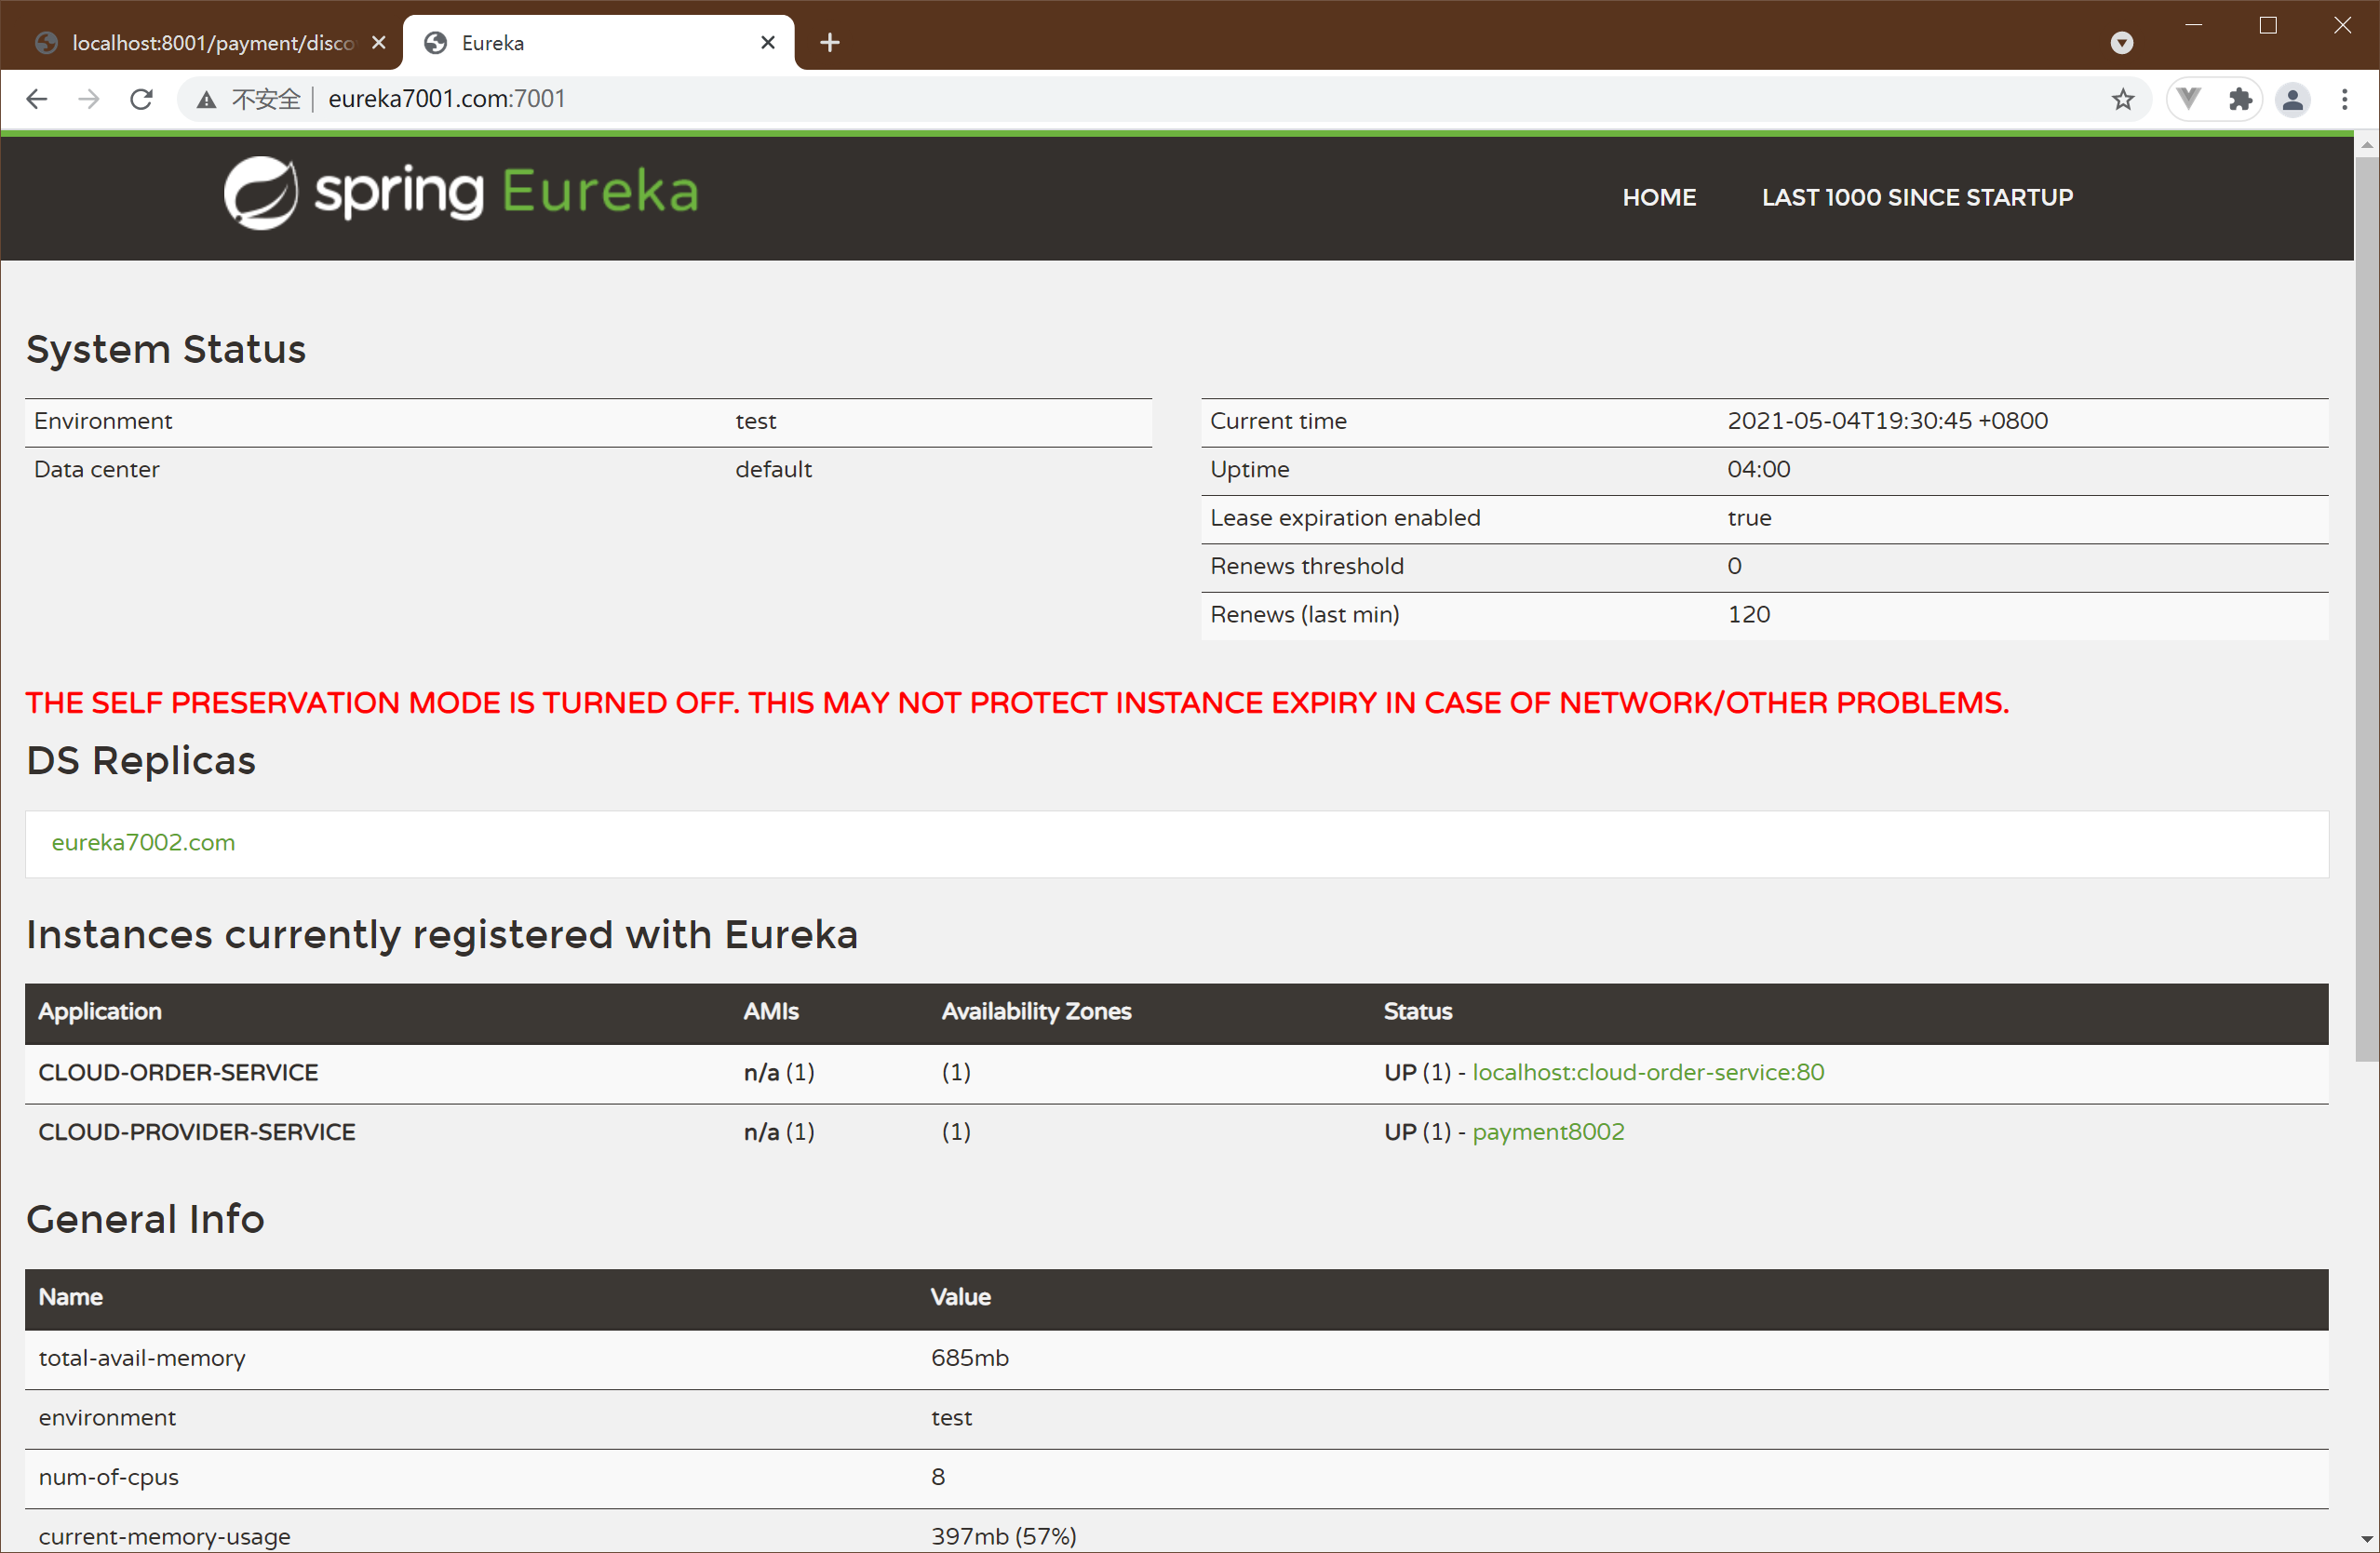 localhost:8001/payment/disco
Eureka
不安全
eureka7001.com:7001
spring Eureka
HOME
LAST 1000 SINCE STARTUP
System Status
Environment test
Data center default
Current time 2021-05-04T19:30:45 +0800
Uptime 04:00
Lease expiration enabled true
Renews threshold 0
Renews (last min) 120
THE SELF PRESERVATION MODE IS TURNED OFF. THIS MAY NOT PROTECT INSTANCE EXPIRY IN CASE OF NETWORK/OTHER PROBLEMS.
DS Replicas
eureka7002.com
Instances currently registered with Eureka
Application AMIs Availability Zones Status
CLOUD-ORDER-SERVICE n/a (1) (1) UP (1) - localhost:cloud-order-service:80
CLOUD-PROVIDER-SERVICE n/a (1) (1) UP (1) - payment8002
General Info
Name Value
total-avail-memory 685mb
environment test
num-of-cpus 8
current-memory-usage 397mb (57%)